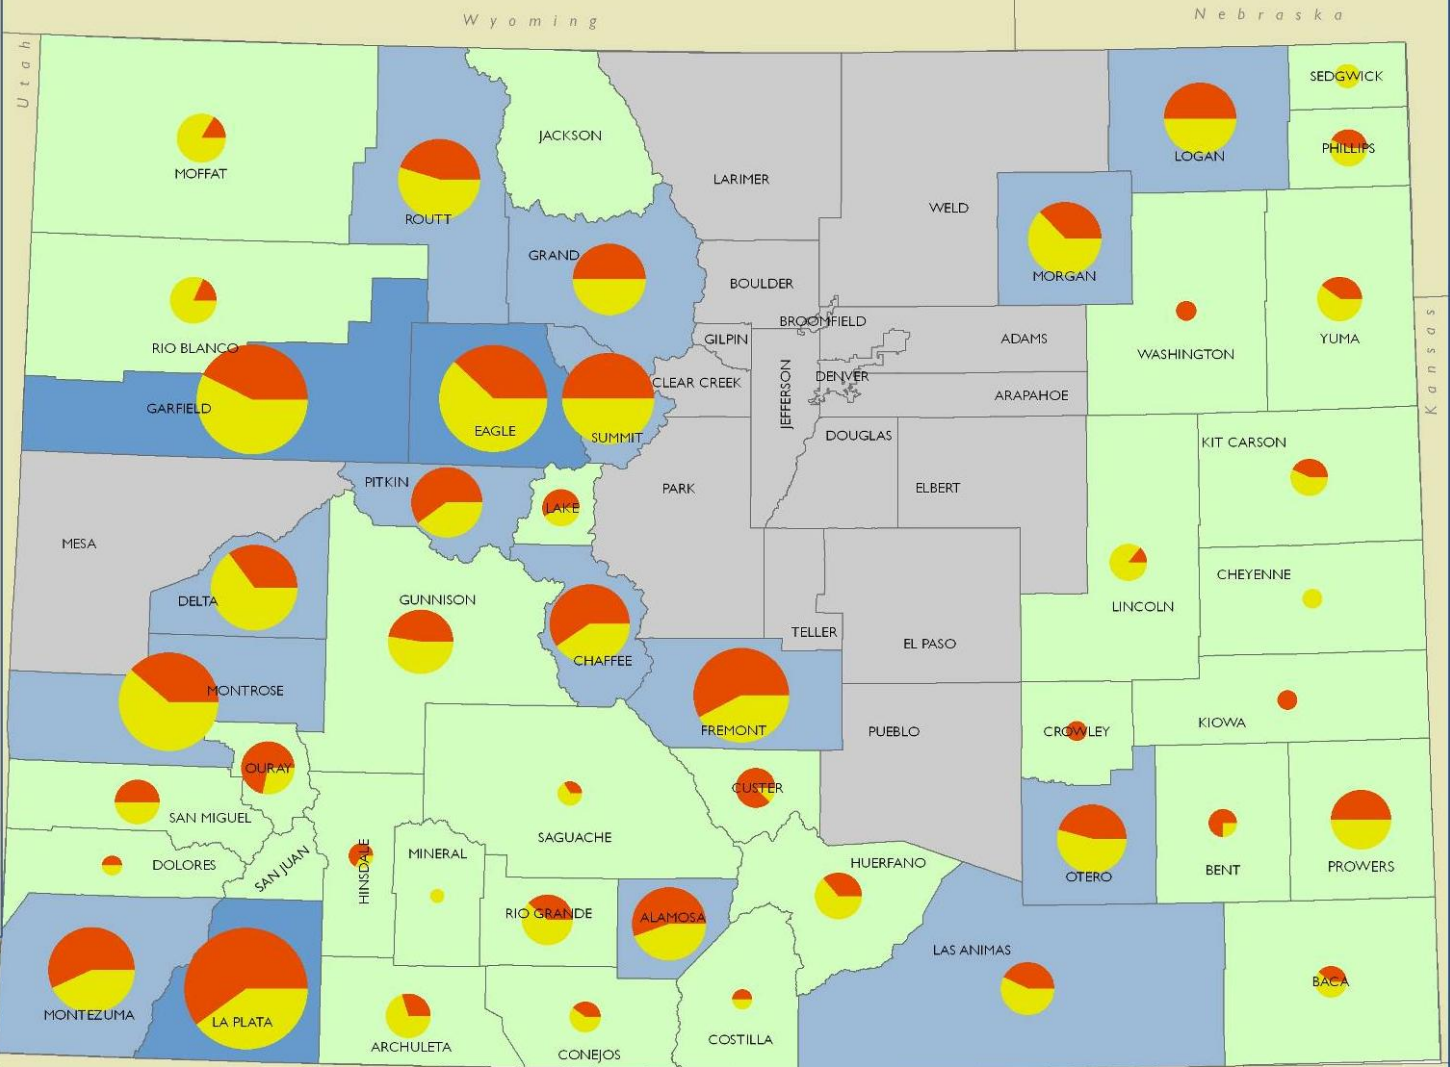 Wyoming
Nebraska
Utah
SEDGWICK
JACKSON
PHILLIPS
LOGAN
MOFFAT
LARIMER
WELD
ROUTT
GRAND
BOULDER
MORGAN
BROOMFIELD
GILPIN
ADAMS
YUMA
Kansas
RIO BLANCO
WASHINGTON
DENVER
CLEAR CREEK
JEFFERSON
ARAPAHOE
GARFIELD
EAGLE
SUMMIT
DOUGLAS
KIT CARSON
PITKIN
PARK
ELBERT
LAKE
MESA
CHEYENNE
DELTA
GUNNISON
LINCOLN
TELLER
EL PASO
CHAFFEE
MONTROSE
KIOWA
FREMONT
PUEBLO
CROWLEY
OURAY
CUSTER
SAN MIGUEL
SAGUACHE
DOLORES
SAN JUAN
HINSDALE
MINERAL
HUERFANO
PROWERS
BENT
OTERO
RIO GRANDE
ALAMOSA
LAS ANIMAS
BACA
MONTEZUMA
LA PLATA
ARCHULETA
COSTILLA
CONEJOS